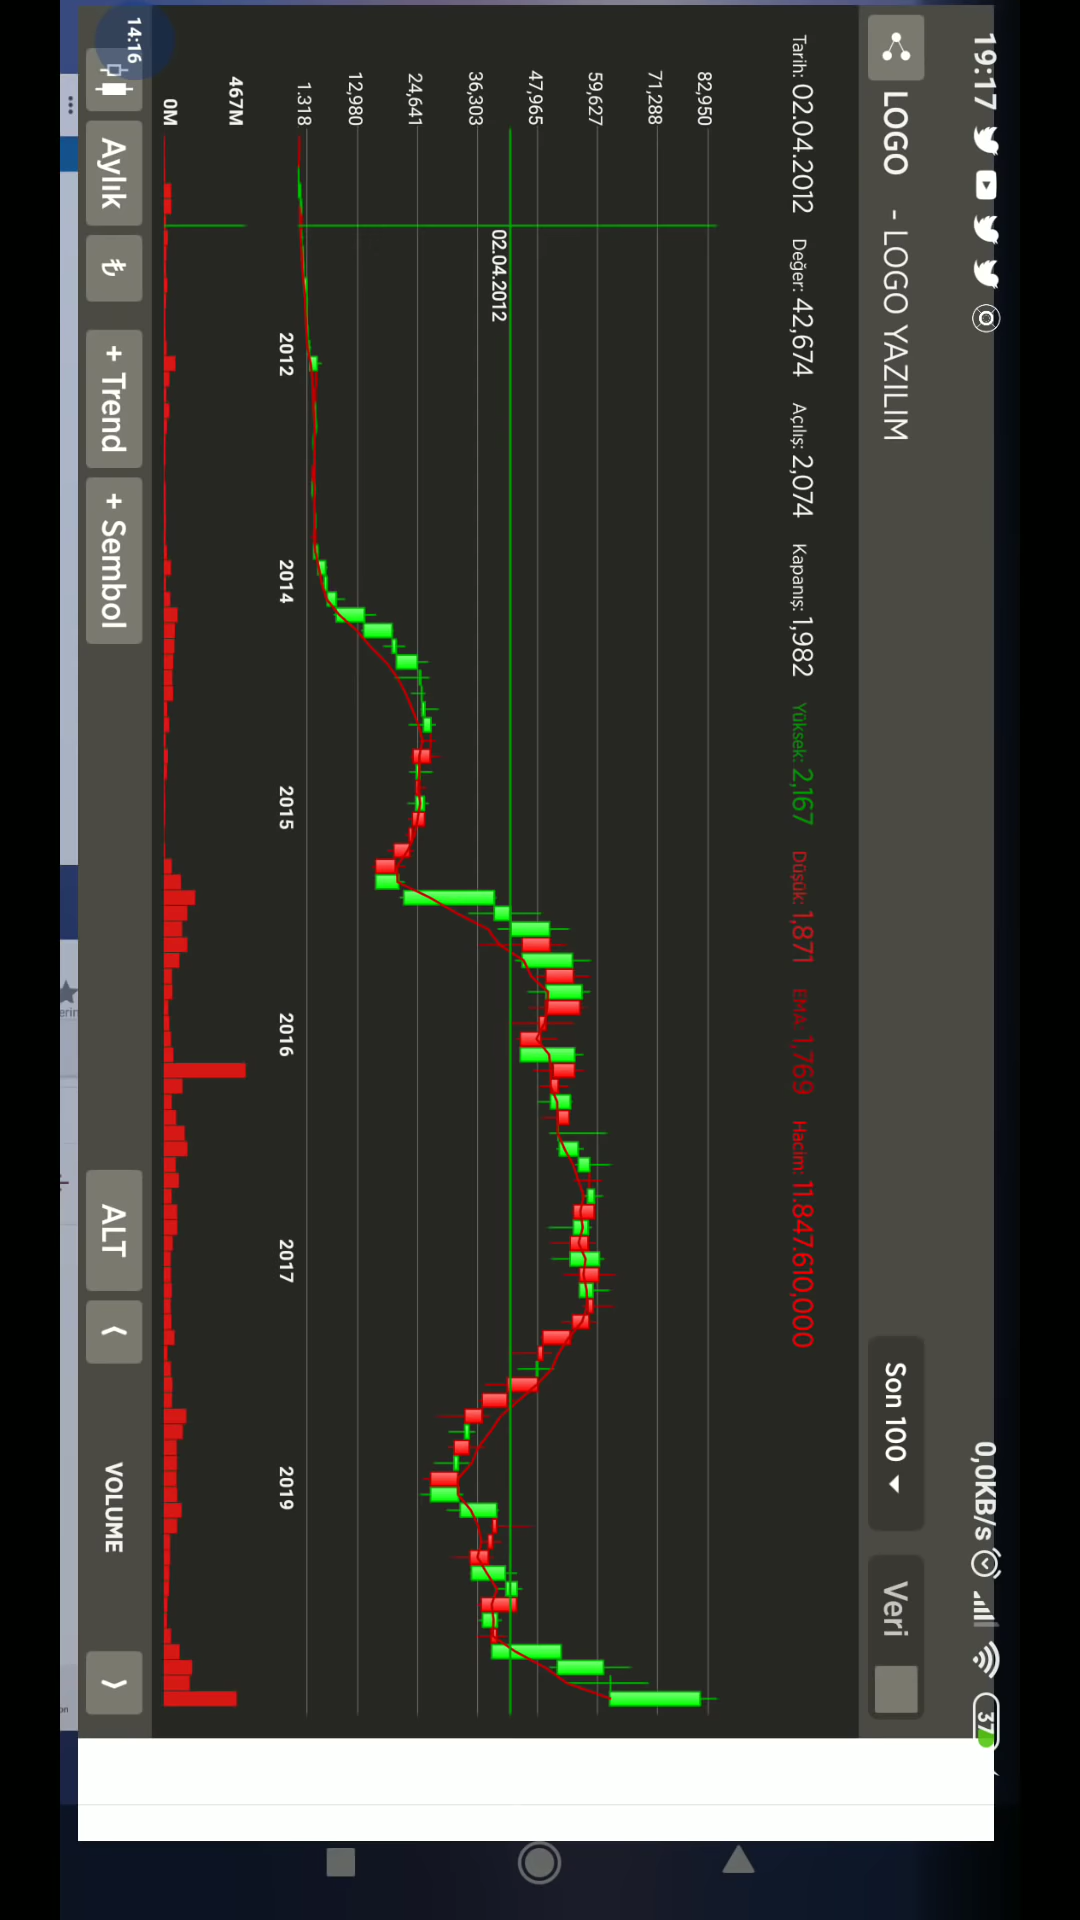 19:17
0,0KB/s
37
LOGO - LOGO YAZILIM
Son 100
Veri
Tarih: 02.04.2012 Değer: 42,674 Açılış: 2,074 Kapanış: 1,982 Yüksek: 2,167 Düşük: 1,871 EMA: 1,769 Hacim: 11.847.610,000
82,950
71,288
59,627
47,965
36,303
24,641
12,980
1.318
02.04.2012
2012 2014 2015 2016 2017 2019
467M
0M
14:16
Aylık
₺
+ Trend
+ Sembol
ALT
VOLUME